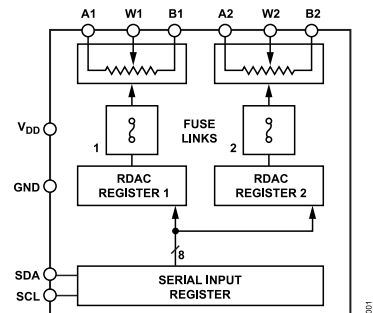 A1 W1 B1 A2 W2 B2
VDD
1
FUSE
LINKS
2
GND
RDAC
REGISTER 1
RDAC
REGISTER 2
8
SDA
SCL
SERIAL INPUT
REGISTER
001